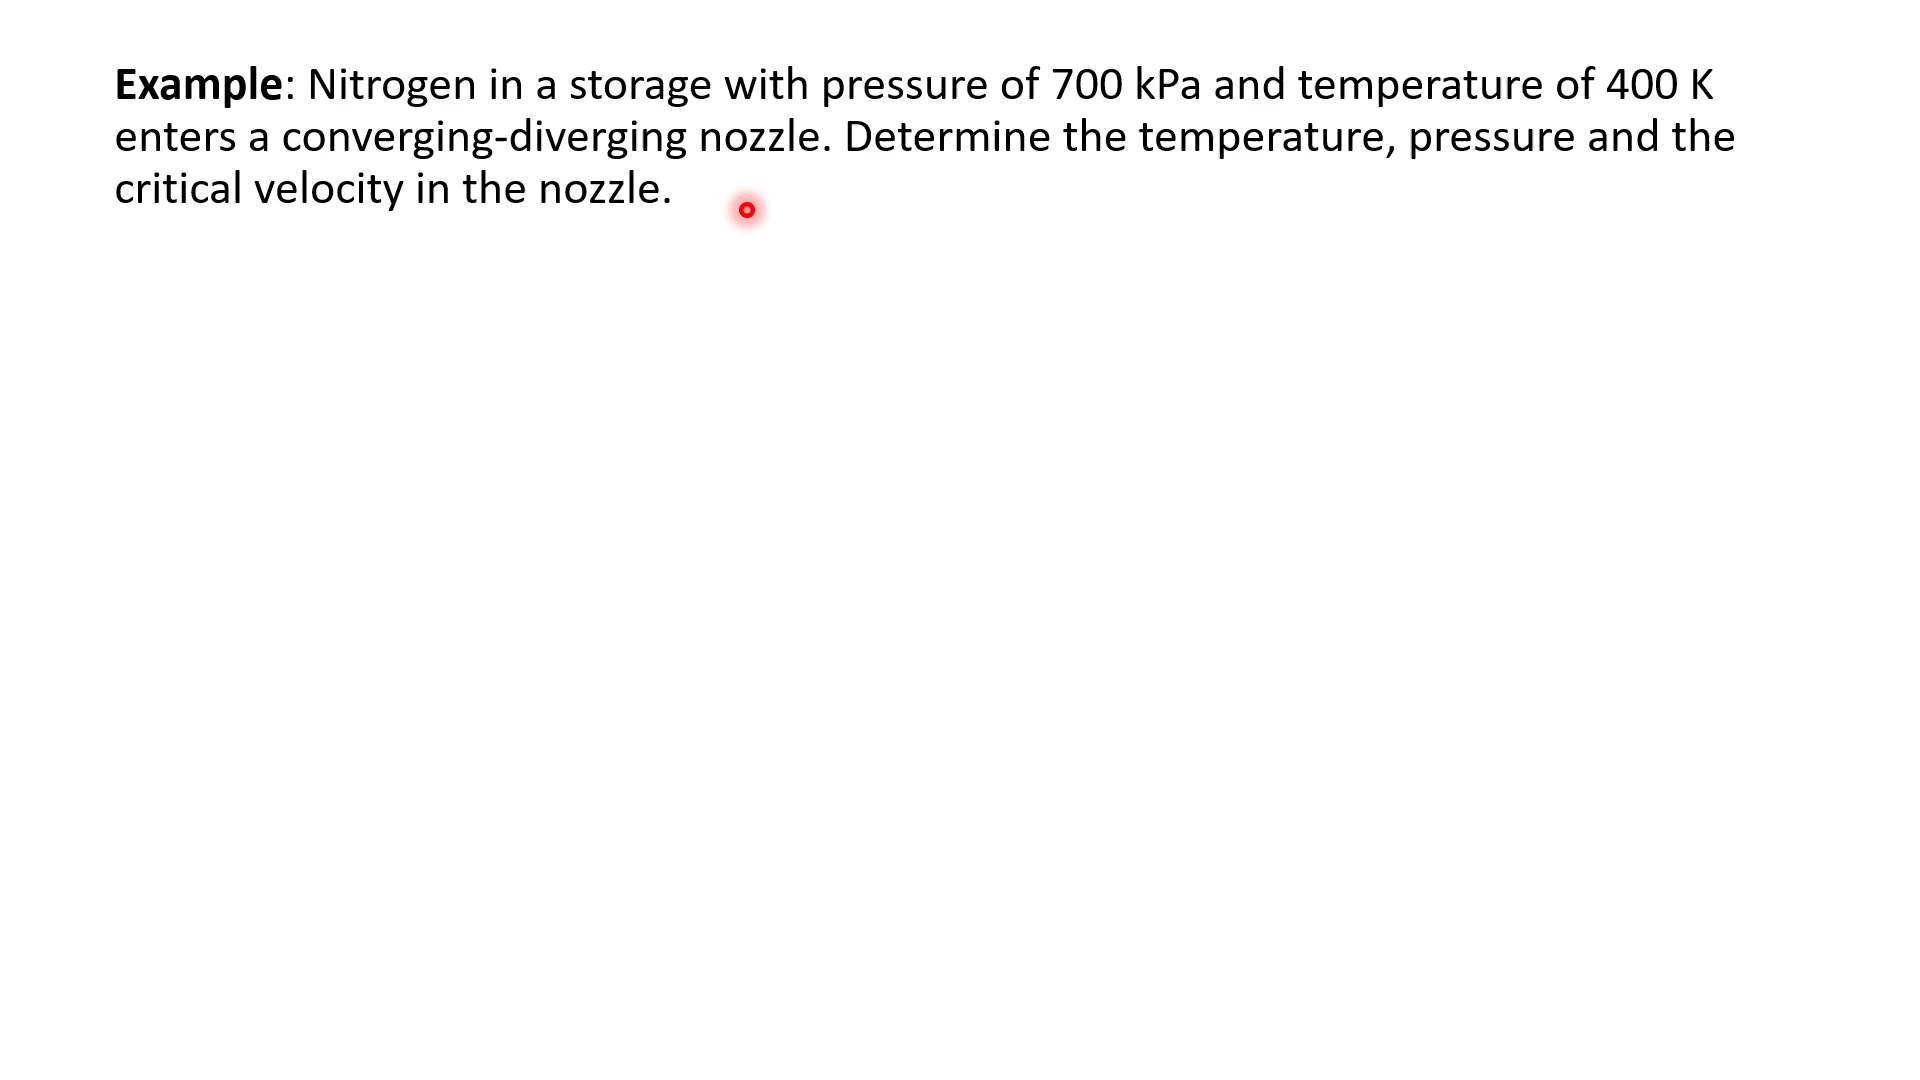 Example: Nitrogen in a storage with pressure of 700 kPa and temperature of 400 K
enters a converging-diverging nozzle. Determine the temperature, pressure and the
critical velocity in the nozzle.